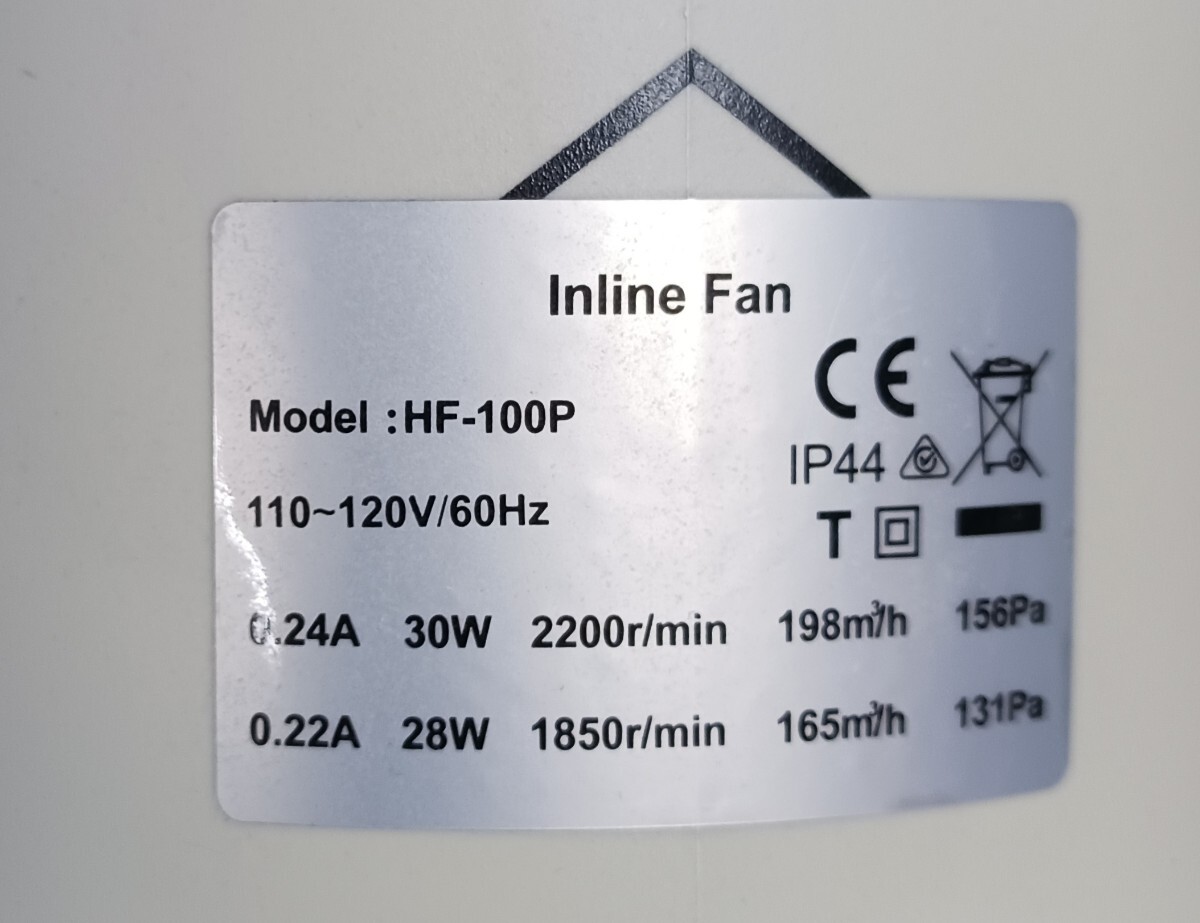 Inline Fan
CE
Model :HF-100P
IP44
110~120V/60Hz
T
0.24A 30W 2200r/min 198m³/h 156Pa
0.22A 28W 1850r/min 165m³/h 131Pa